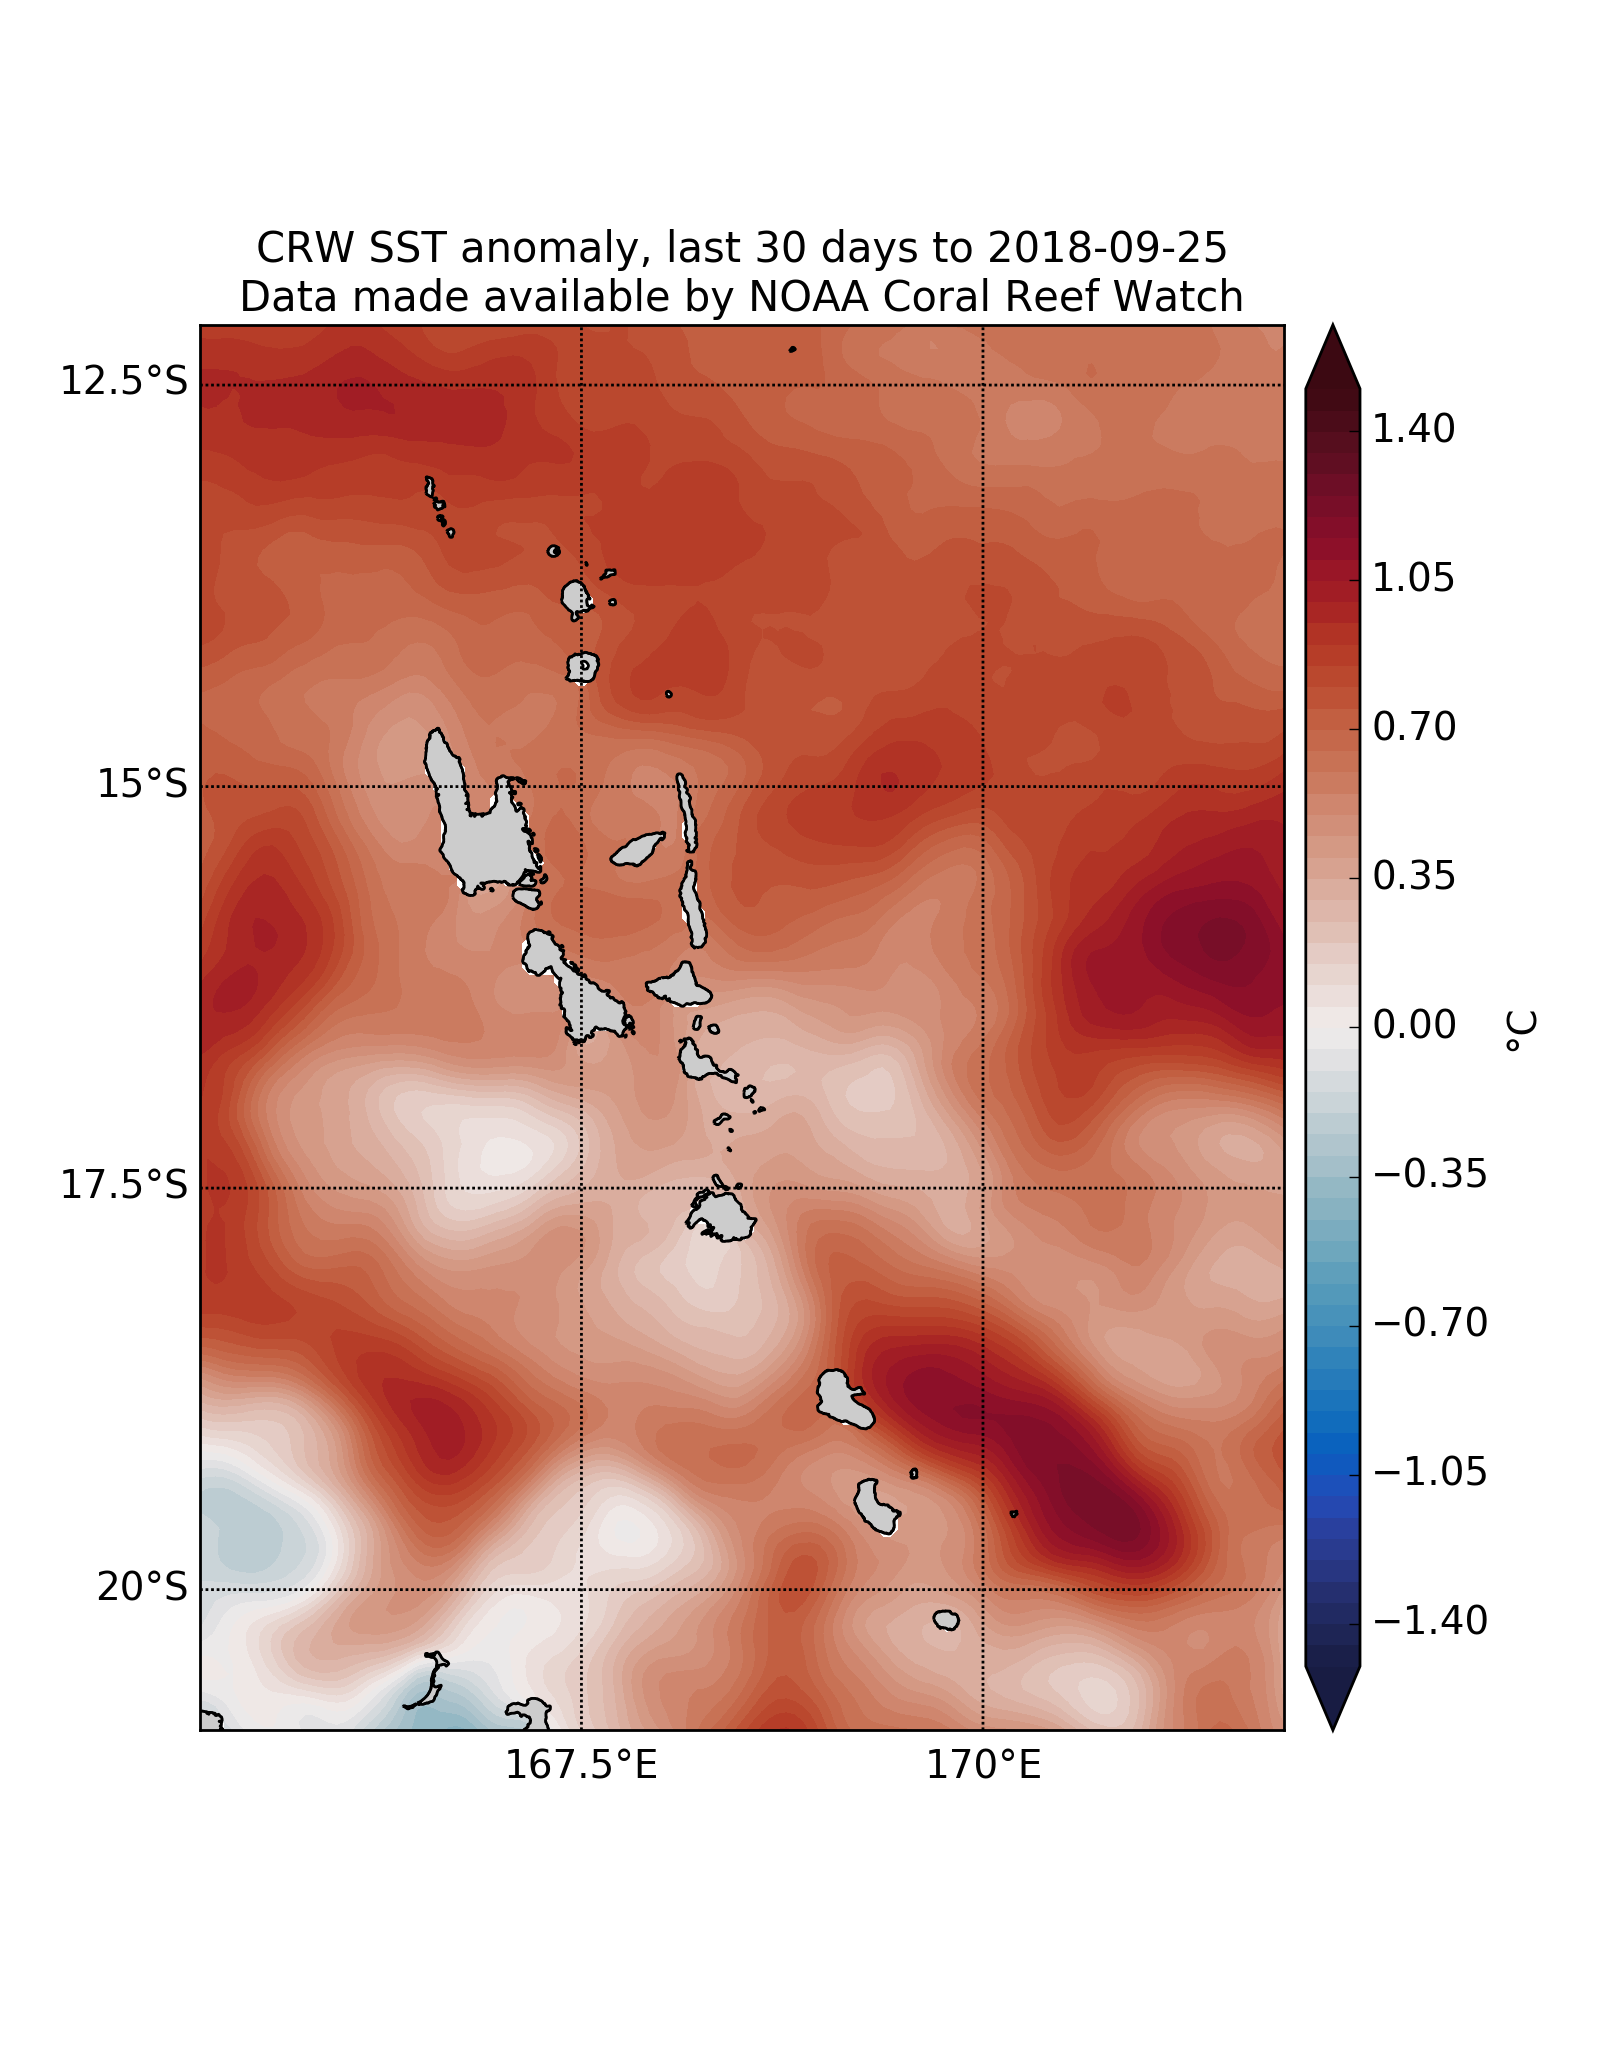 CRW SST anomaly, last 30 days to 2018-09-25
Data made available by NOAA Coral Reef Watch
12.5°S
15°S
17.5°S
20°S
167.5°E
170°E
1.40
1.05
0.70
0.35
0.00
−0.35
−0.70
−1.05
−1.40
°C